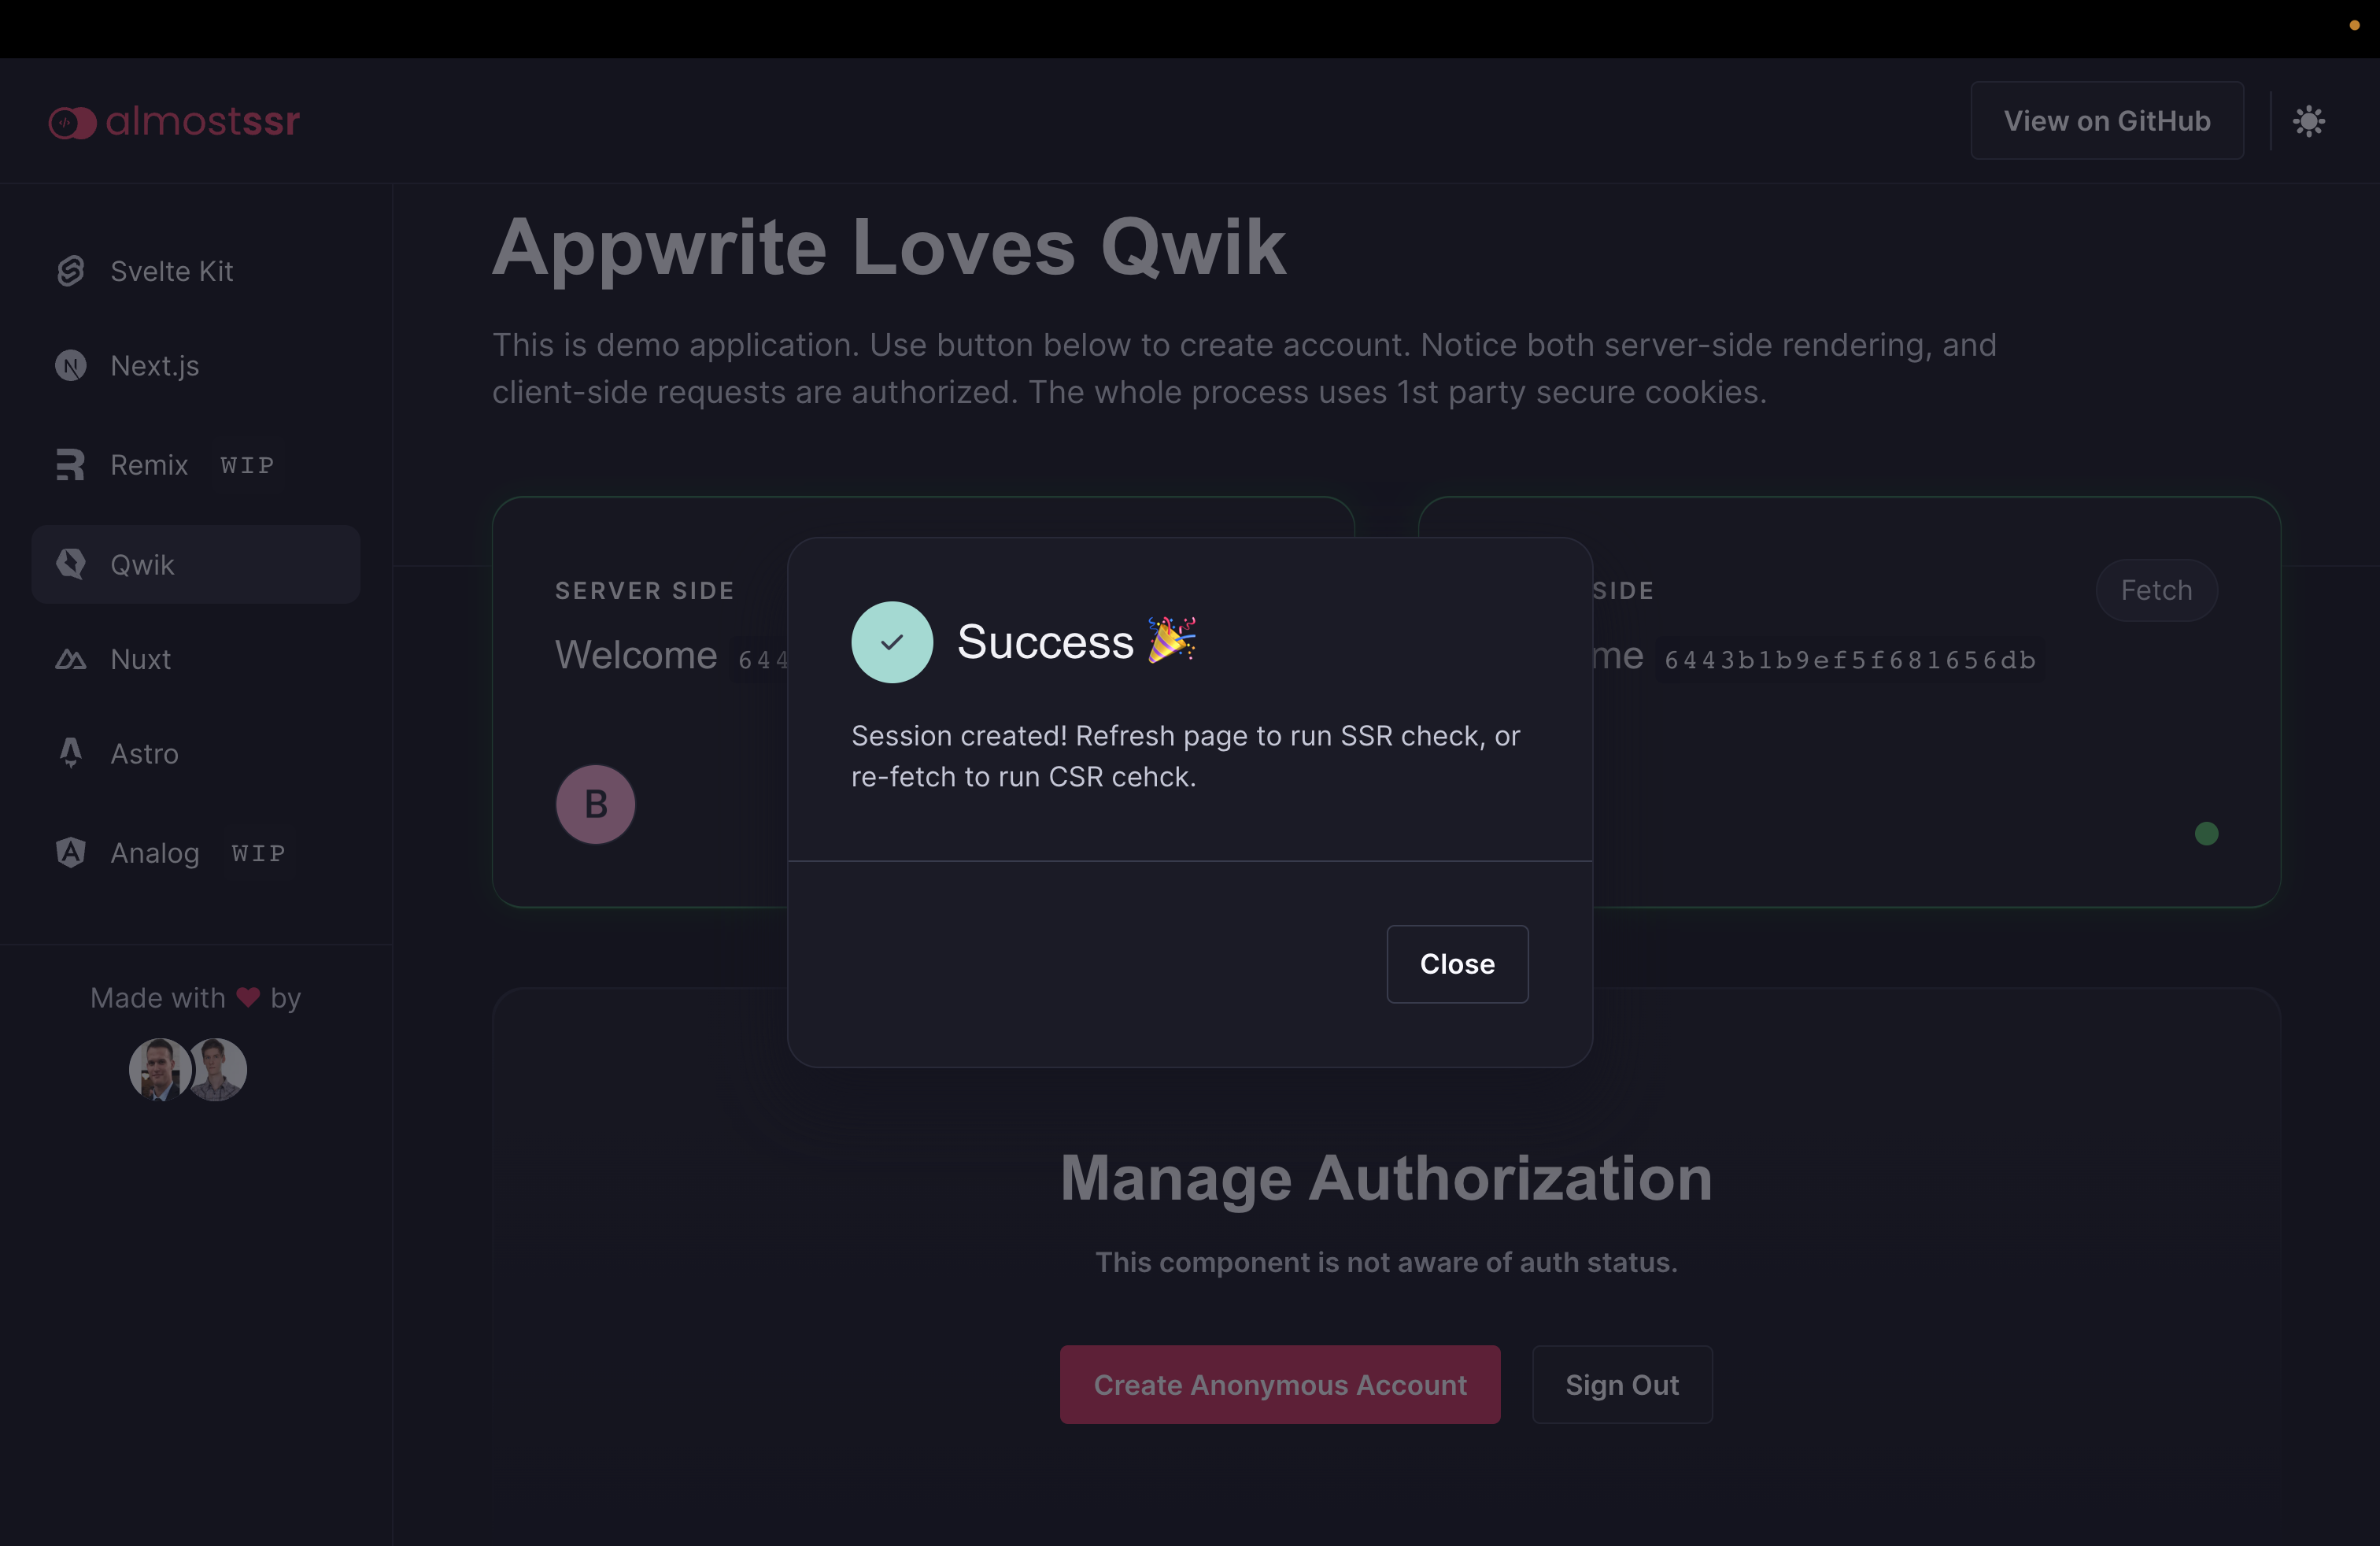 almostssr
View on GitHub
Svelte Kit
Next.js
Remix WIP
Qwik
Nuxt
Astro
Analog WIP
Made with ❤ by
Appwrite Loves Qwik
This is demo application. Use button below to create account. Notice both server-side rendering, and
client-side requests are authorized. The whole process uses 1st party secure cookies.
SERVER SIDE
Welcome 644
B
SIDE
Fetch
me 6443b1b9ef5f681656db
Success 🎉
Session created! Refresh page to run SSR check, or
re-fetch to run CSR cehck.
Close
Manage Authorization
This component is not aware of auth status.
Create Anonymous Account
Sign Out